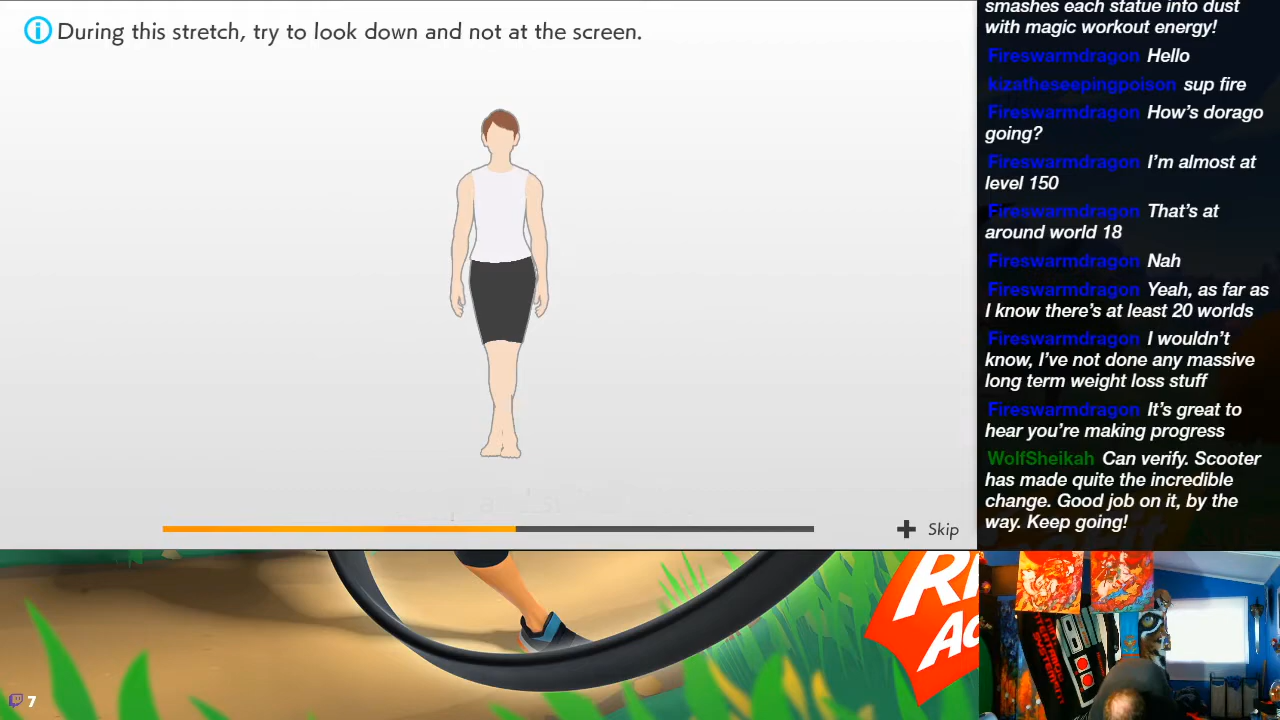 During this stretch, try to look down and not at the screen.
Skip
smashes each statue into dust
with magic workout energy!
Fireswarmdragon Hello
kizatheseepingpoison sup fire
Fireswarmdragon How's dorago
going?
Fireswarmdragon I'm almost at
level 150
Fireswarmdragon That's at
around world 18
Fireswarmdragon Nah
Fireswarmdragon Yeah, as far as
I know there's at least 20 worlds
Fireswarmdragon I wouldn't
know, I've not done any massive
long term weight loss stuff
Fireswarmdragon It's great to
hear you're making progress
WolfSheikah Can verify. Scooter
has made quite the incredible
change. Good job on it, by the
way. Keep going!
7